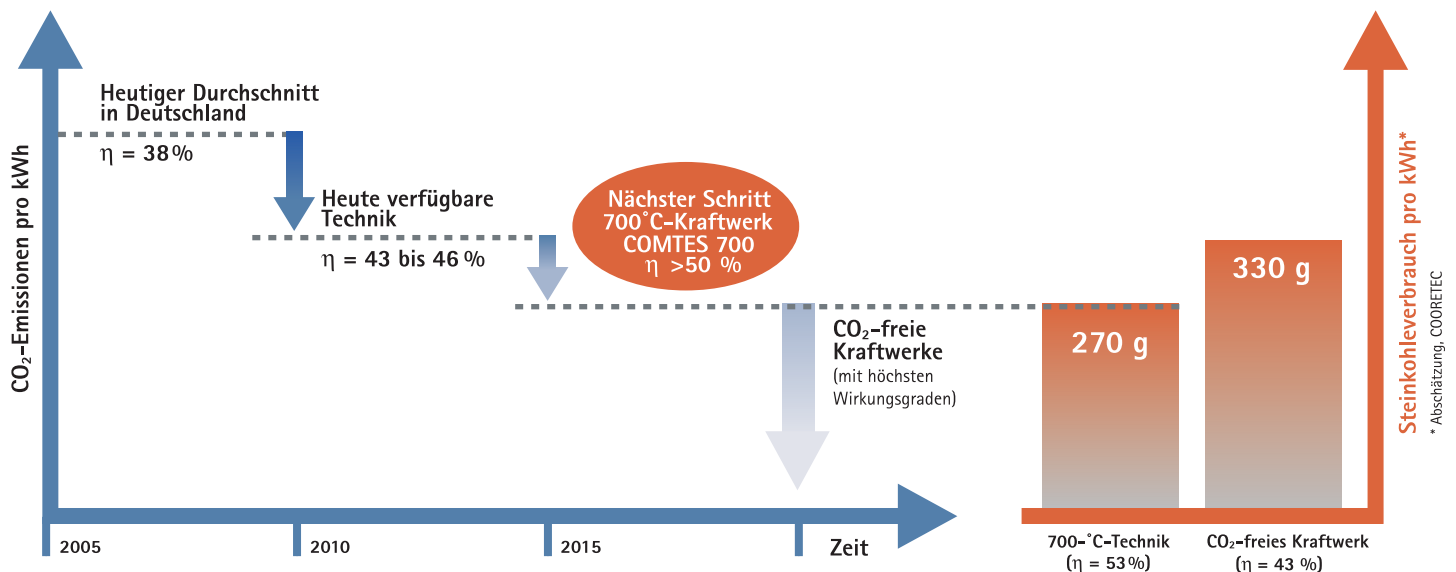 CO₂-Emissionen pro kWh
Heutiger Durchschnitt
in Deutschland
η = 38 %
Heute verfügbare
Technik
η = 43 bis 46 %
Nächster Schritt
700°C-Kraftwerk
COMTES 700
η >50 %
CO₂-freie
Kraftwerke
(mit höchsten
Wirkungsgraden)
2005
2010
2015
Zeit
270 g
330 g
700-°C-Technik
(η = 53 %)
CO₂-freies Kraftwerk
(η = 43 %)
Steinkohleverbrauch pro kWh*
* Abschätzung, COORETEC